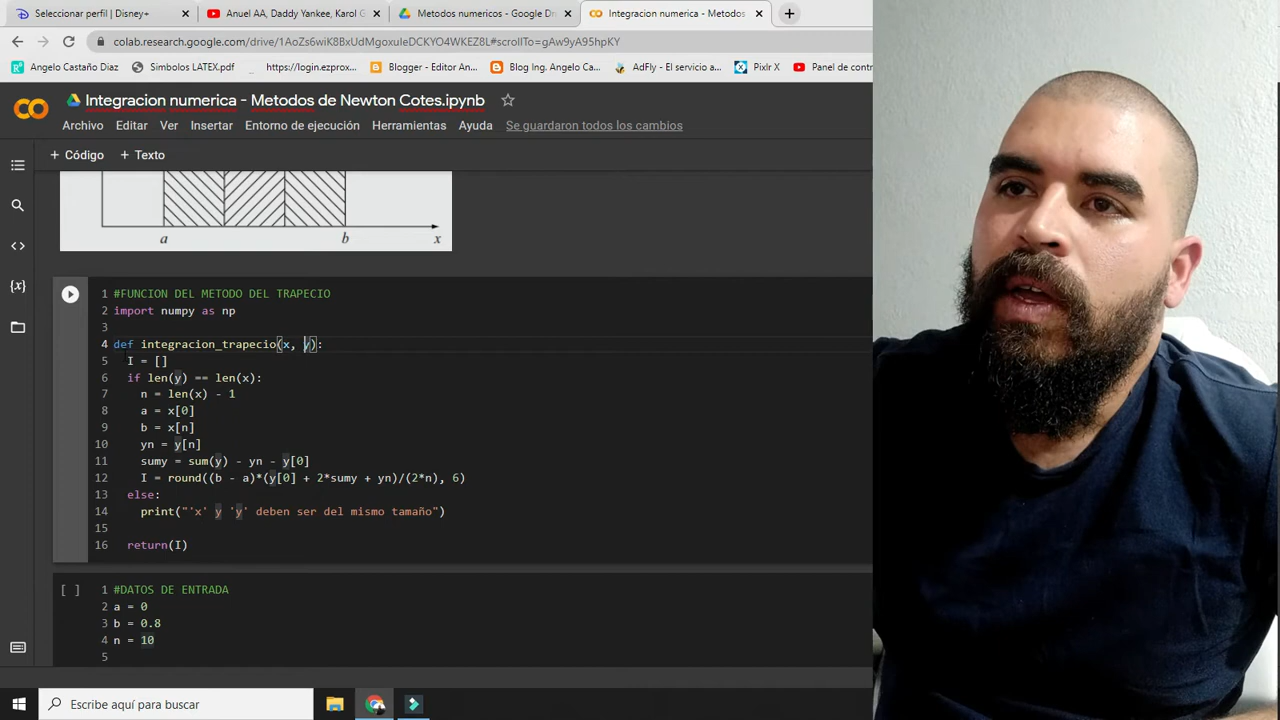 Seleccionar perfil | Disney+
Anuel AA, Daddy Yankee, Karol G
Metodos numericos - Google Dr
Integracion numerica - Metodos
colab.research.google.com/drive/1AoZs6wiK8BxUdMgoxuleDCKYO4WKEZ8L#scrollTo=gAw9yA95hpKY
Angelo Castaño Diaz
Simbolos LATEX.pdf
https://login.ezprox...
Blogger - Editor An...
Blog Ing. Angelo Ca...
AdFly - El servicio a...
Pixlr X
Panel de contr
CO
Integracion numerica - Metodos de Newton Cotes.ipynb
Archivo Editar Ver Insertar Entorno de ejecución Herramientas Ayuda Se guardaron todos los cambios
+ Código + Texto
a b x
1 #FUNCION DEL METODO DEL TRAPECIO
2 import numpy as np
3
4 def integracion_trapecio(x, y):
5 I = []
6 if len(y) == len(x):
7 n = len(x) - 1
8 a = x[0]
9 b = x[n]
10 yn = y[n]
11 sumy = sum(y) - yn - y[0]
12 I = round((b - a)*(y[0] + 2*sumy + yn)/(2*n), 6)
13 else:
14 print("'x' y 'y' deben ser del mismo tamaño")
15
16 return(I)
[ ] 1 #DATOS DE ENTRADA
2 a = 0
3 b = 0.8
4 n = 10
5
Escribe aquí para buscar